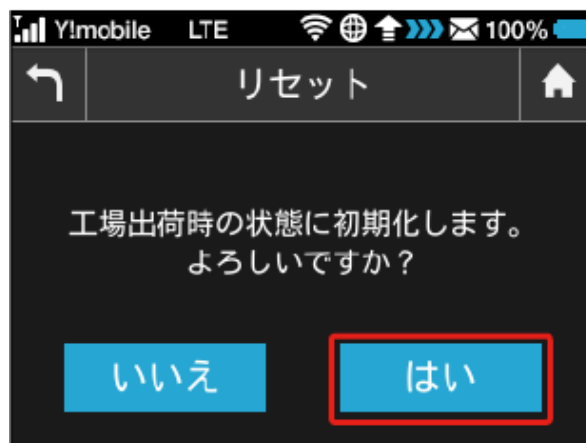 Y!mobile LTE 100%
リセット
工場出荷時の状態に初期化します。
よろしいですか？
いいえ はい